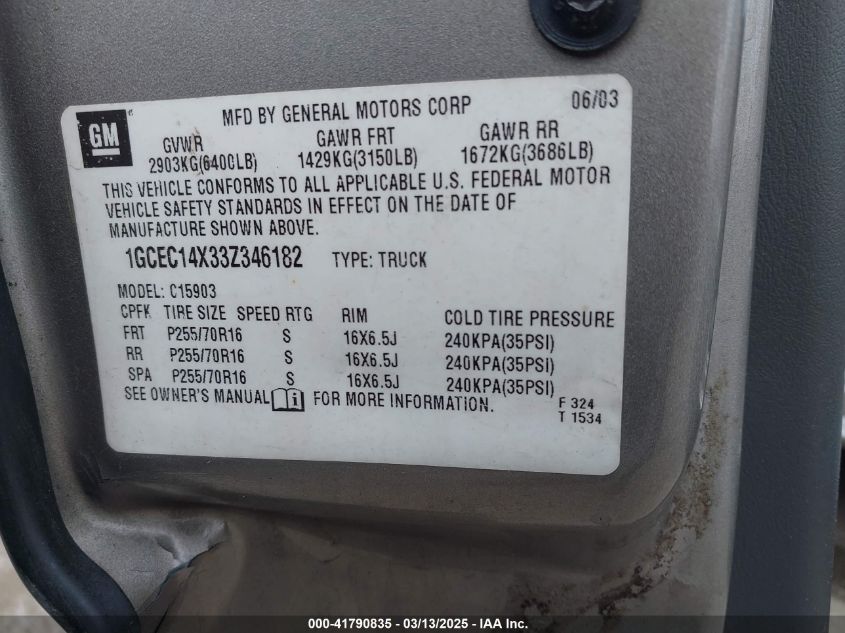 GM
MFD BY GENERAL MOTORS CORP 06/03
GVWR GAWR FRT GAWR RR
2903KG(6400LB) 1429KG(3150LB) 1672KG(3686LB)
THIS VEHICLE CONFORMS TO ALL APPLICABLE U.S. FEDERAL MOTOR
VEHICLE SAFETY STANDARDS IN EFFECT ON THE DATE OF
MANUFACTURE SHOWN ABOVE.
1GCEC14X33Z346182 TYPE: TRUCK
MODEL: C15903
CPFK TIRE SIZE SPEED RTG RIM COLD TIRE PRESSURE
FRT P255/70R16 S 16X6.5J 240KPA(35PSI)
RR P255/70R16 S 16X6.5J 240KPA(35PSI)
SPA P255/70R16 S 16X6.5J 240KPA(35PSI)
SEE OWNER'S MANUAL i FOR MORE INFORMATION.
F 324
T 1534
000-41790835 - 03/13/2025 - IAA Inc.